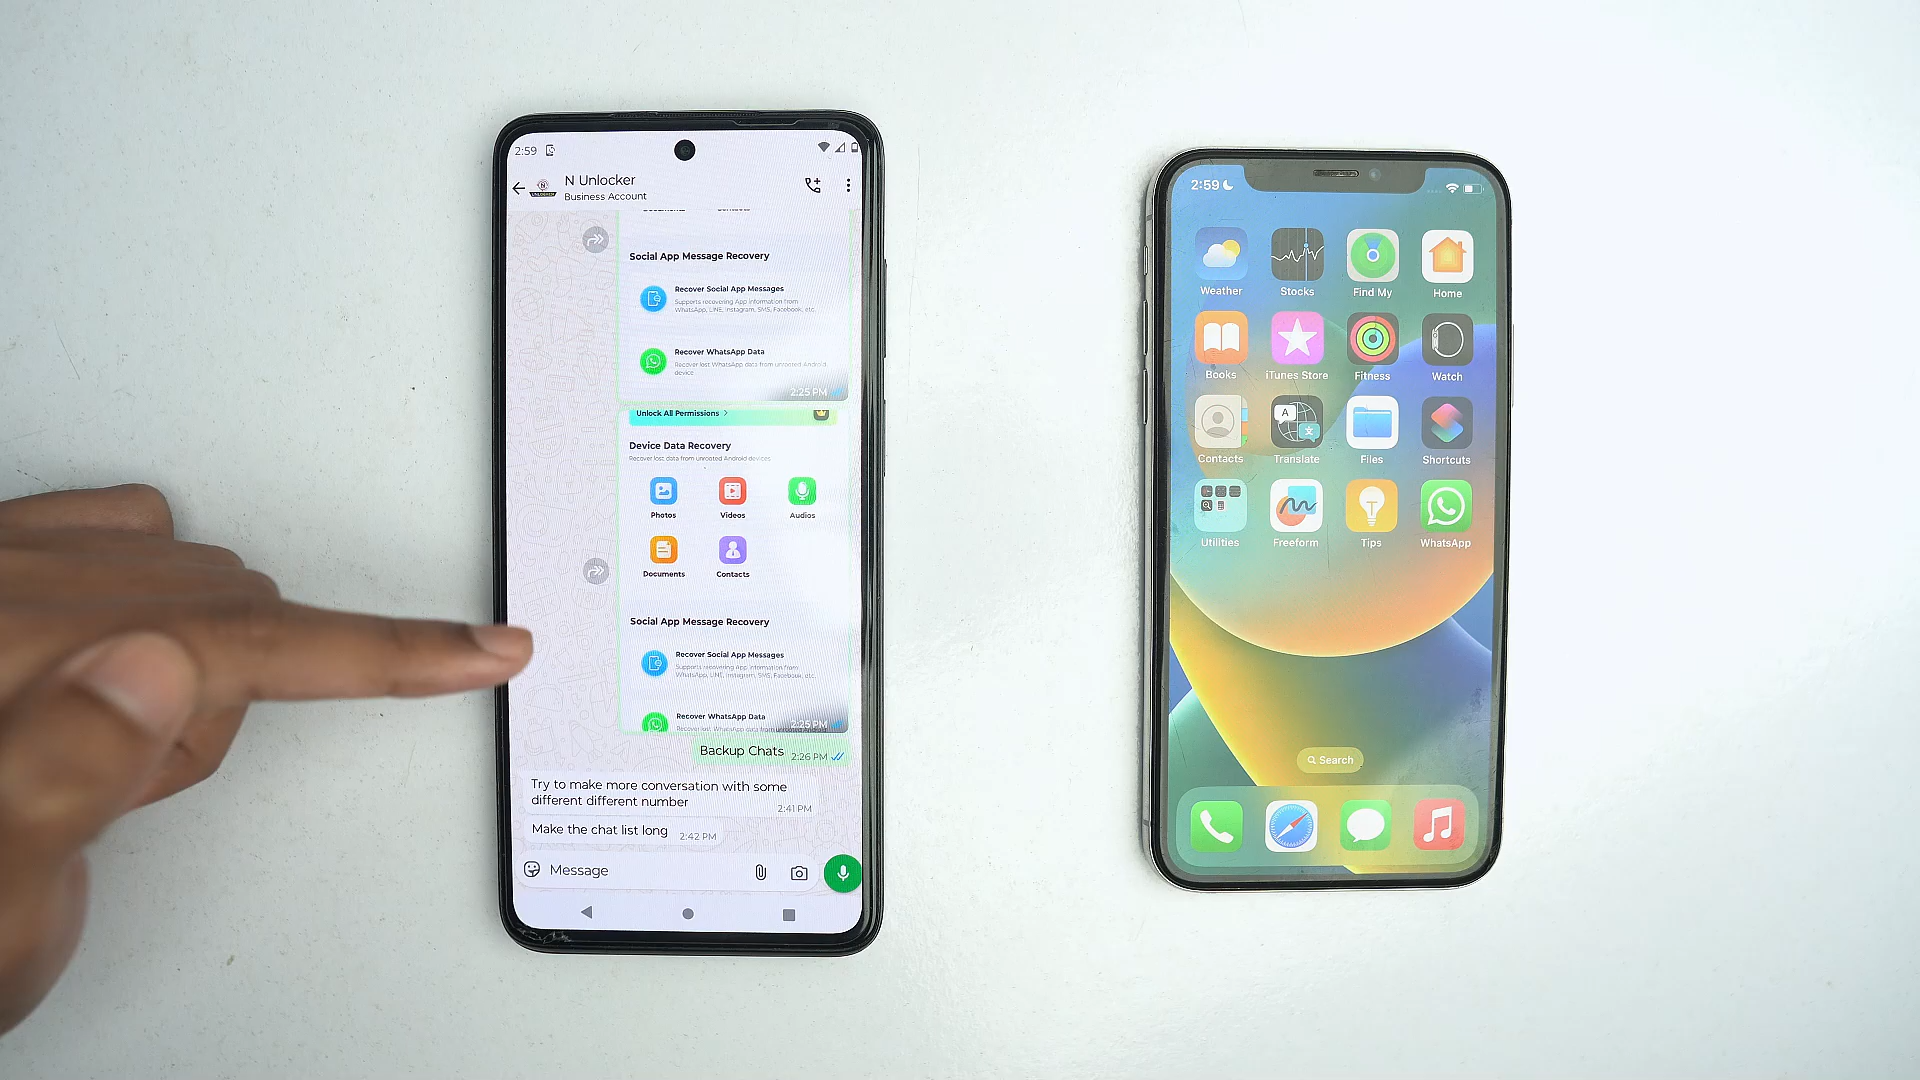 2:59
N Unlocker
Business Account
Social App Message Recovery
Recover Social App Messages
Supports recovering App information from
WhatsApp, LINE, Instagram, SMS, Facebook, etc.
Recover WhatsApp Data
Recover lost WhatsApp data from unrooted Android
device
2:25 PM
Unlock All Permissions >
Device Data Recovery
Recover lost data from unrooted Android devices
Photos Videos Audios
Documents Contacts
Social App Message Recovery
Recover Social App Messages
Supports recovering App information from
WhatsApp, LINE, Instagram, SMS, Facebook, etc.
Recover WhatsApp Data
Recover lost WhatsApp data from unrooted Android
2:25 PM
Backup Chats 2:26 PM
Try to make more conversation with some
different different number
2:41 PM
Make the chat list long 2:42 PM
Message
2:59
Weather Stocks Find My Home
Books iTunes Store Fitness Watch
Contacts Translate Files Shortcuts
Utilities Freeform Tips WhatsApp
Search